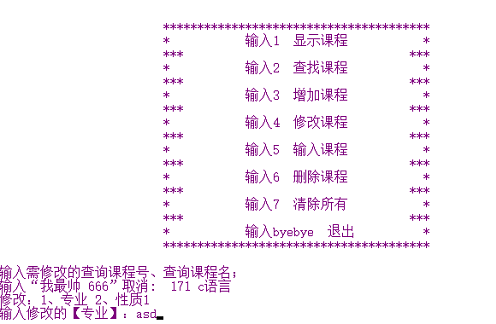 ***************************************
* 输入1 显示课程 *
*** ***
* 输入2 查找课程 *
*** ***
* 输入3 增加课程 *
*** ***
* 输入4 修改课程 *
*** ***
* 输入5 输入课程 *
*** ***
* 输入6 删除课程 *
*** ***
* 输入7 清除所有 *
*** ***
* 输入byebye 退出 *
***************************************
输入需修改的查询课程号、查询课程名;
输入“我最帅 666”取消: 171 c语言
修改: 1、专业 2、性质1
输入修改的【专业】: asd